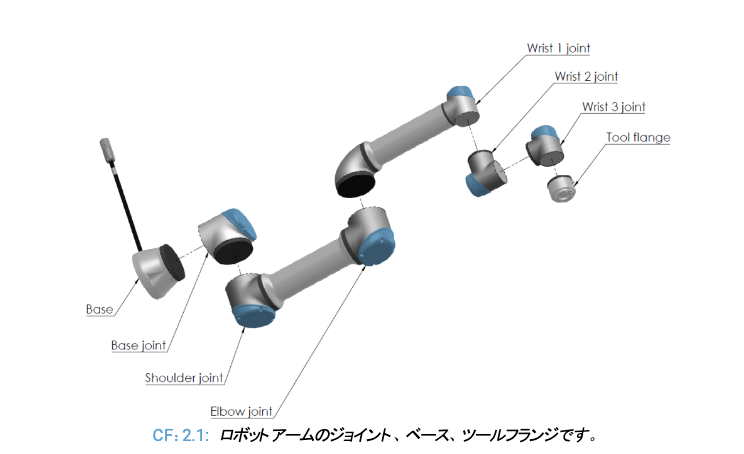 Wrist 1 joint
Wrist 2 joint
Wrist 3 joint
Tool flange
Base
Base joint
Shoulder joint
Elbow joint
CF: 2.1: ロボットアームのジョイント、ベース、ツールフランジです。